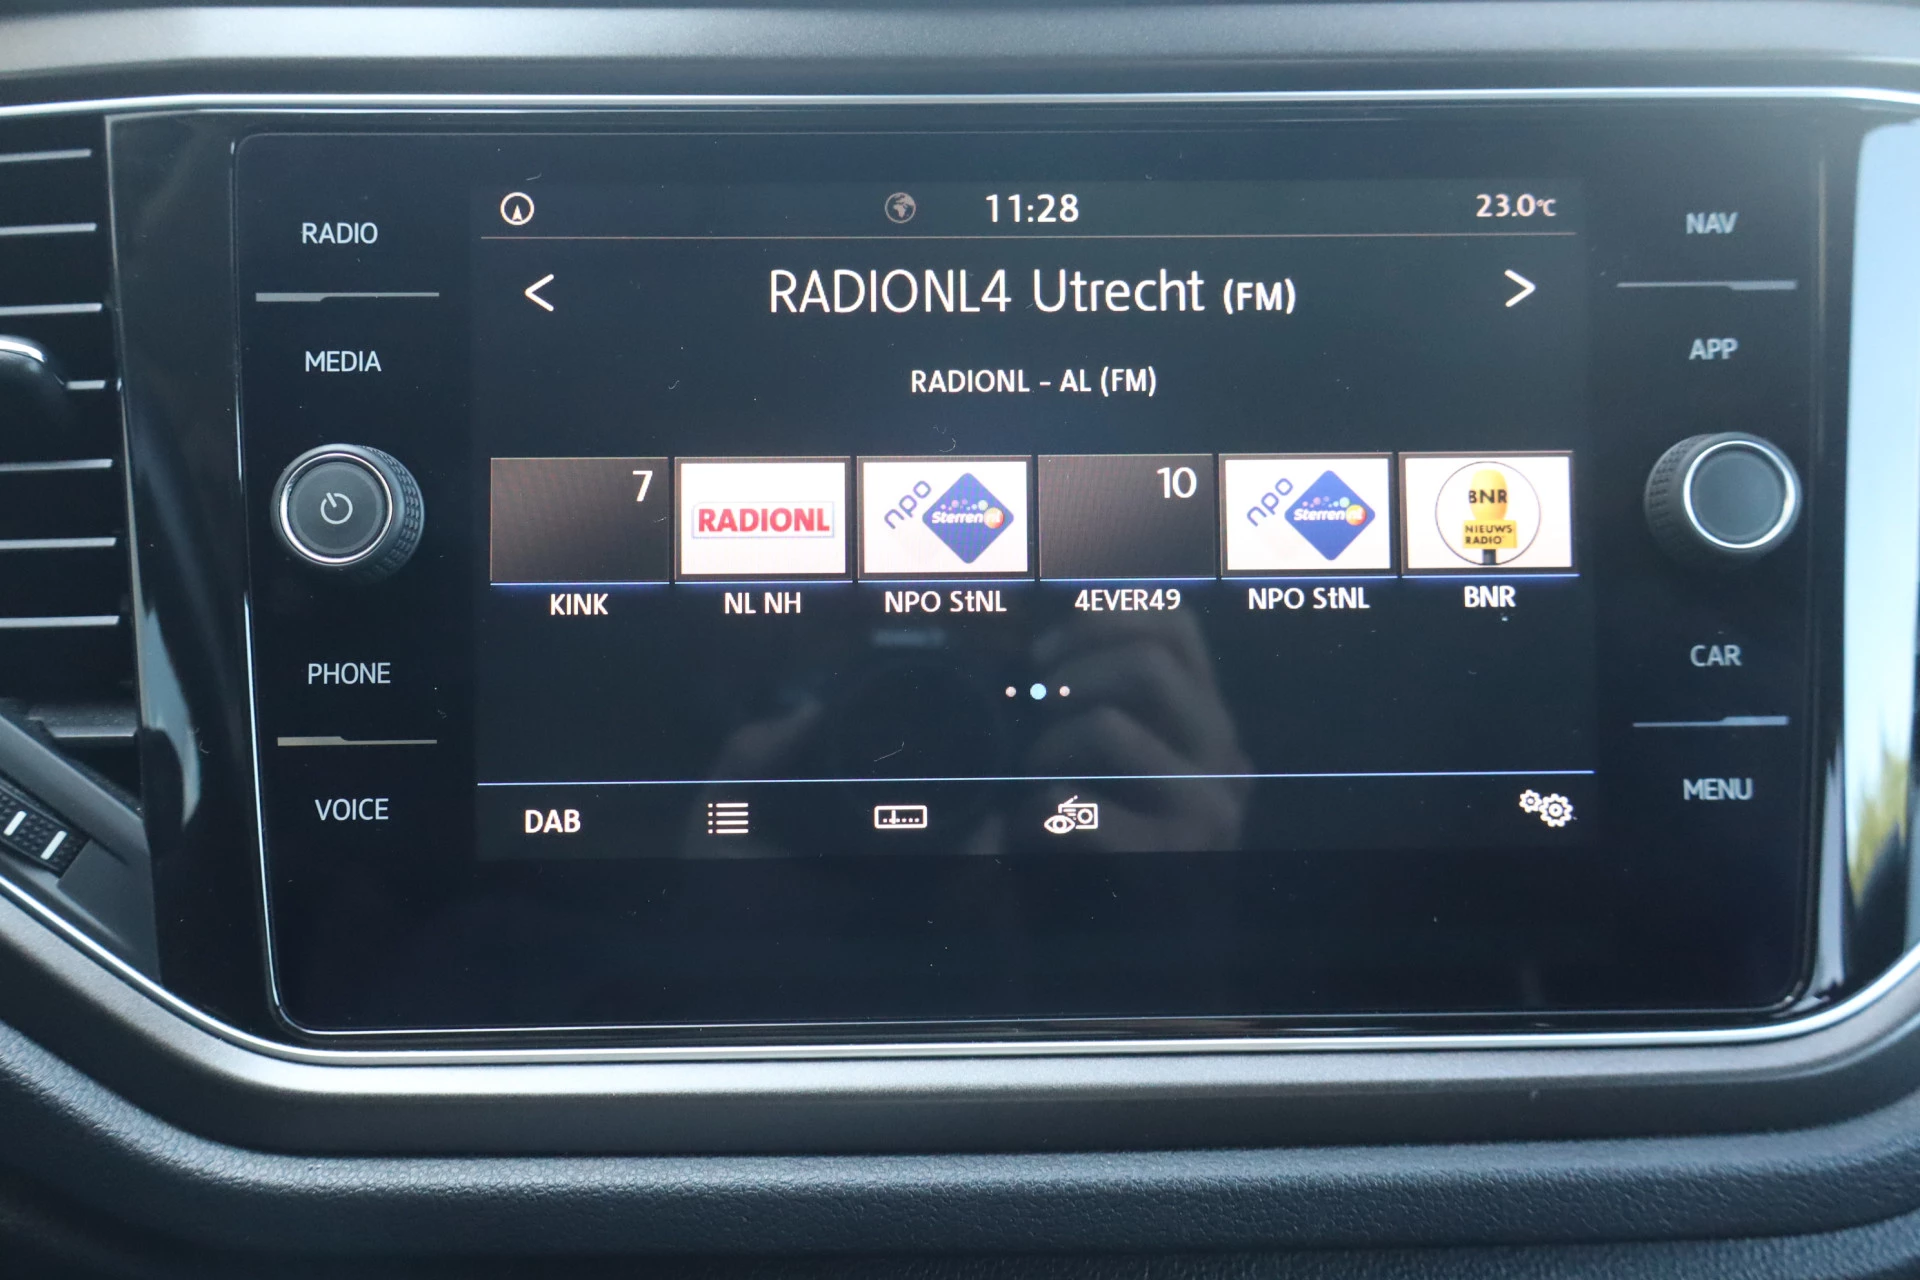 11:28
23.0°C
RADIO
NAV
< RADIONL4 Utrecht (FM) >
MEDIA
APP
RADIONL - AL (FM)
7
RADIONL
npo
Sterren nl
10
npo
Sterren nl
BNR
NIEUWS
RADIO
KINK
NL NH
NPO StNL
4EVER49
NPO StNL
BNR
PHONE
CAR
VOICE
MENU
DAB